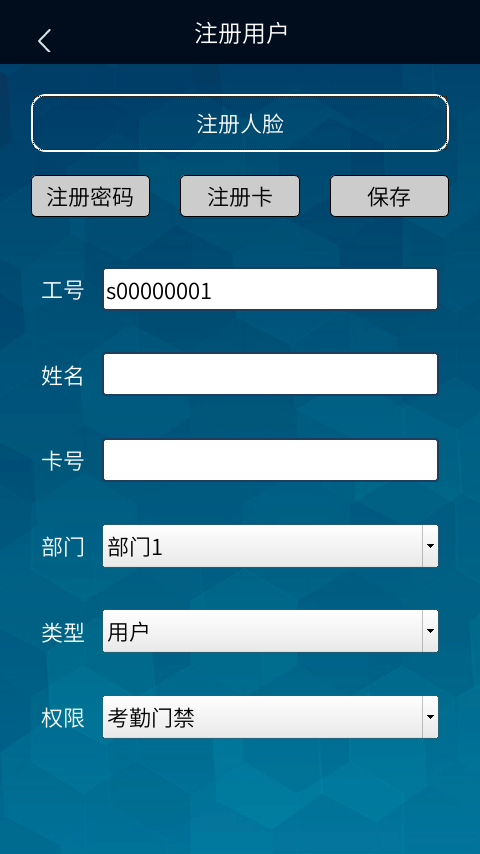 注册用户
注册人脸
注册密码 注册卡 保存
工号 s00000001
姓名
卡号
部门 部门1
类型 用户
权限 考勤门禁